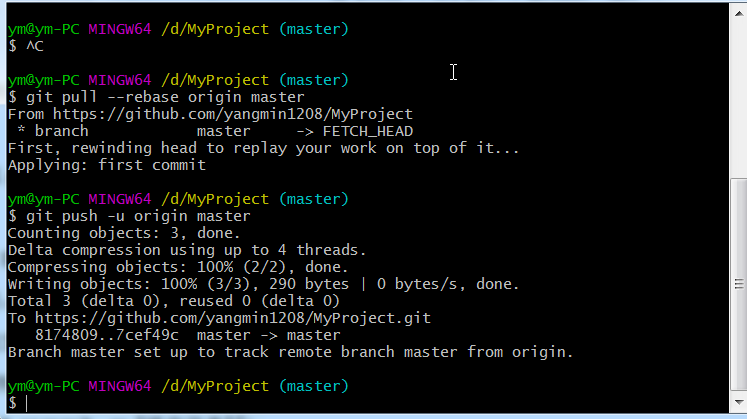 ym@ym-PC MINGW64 /d/MyProject (master)
$ ^C
ym@ym-PC MINGW64 /d/MyProject (master)
$ git pull --rebase origin master
From https://github.com/yangmin1208/MyProject
 * branch            master     -> FETCH_HEAD
First, rewinding head to replay your work on top of it...
Applying: first commit
ym@ym-PC MINGW64 /d/MyProject (master)
$ git push -u origin master
Counting objects: 3, done.
Delta compression using up to 4 threads.
Compressing objects: 100% (2/2), done.
Writing objects: 100% (3/3), 290 bytes | 0 bytes/s, done.
Total 3 (delta 0), reused 0 (delta 0)
To https://github.com/yangmin1208/MyProject.git
   8174809..7cef49c  master -> master
Branch master set up to track remote branch master from origin.
ym@ym-PC MINGW64 /d/MyProject (master)
$